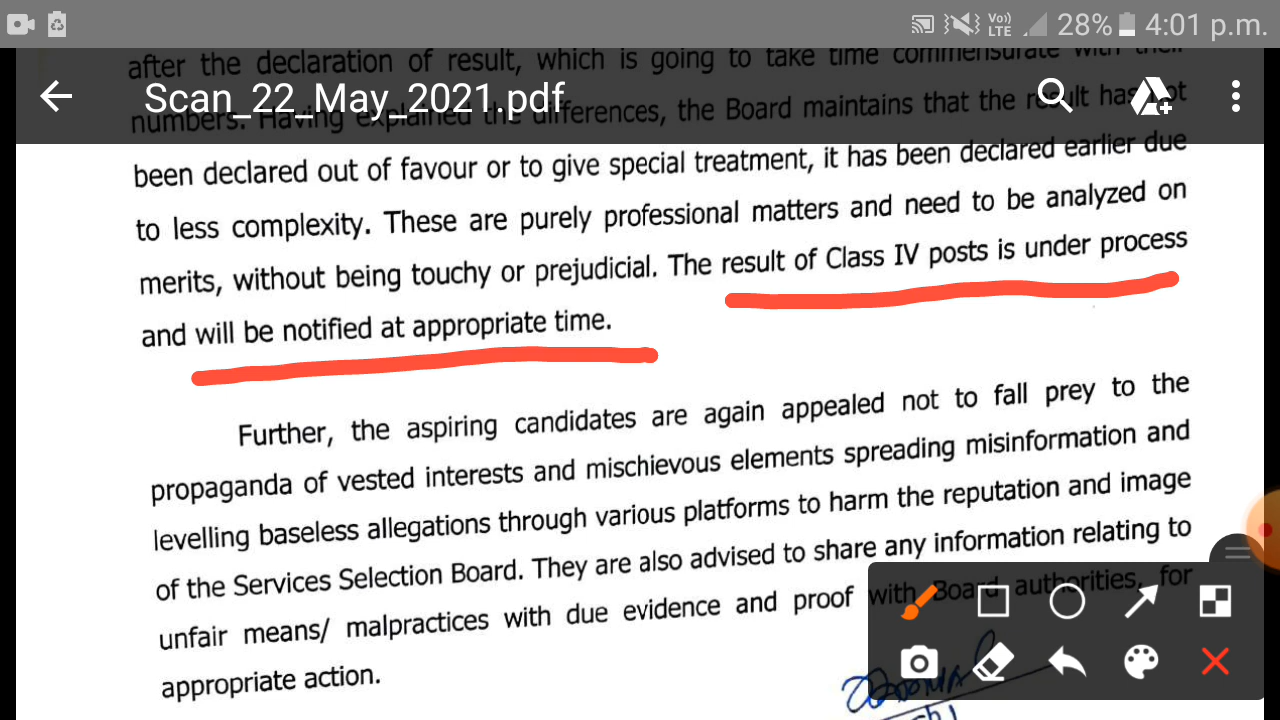 Vo))
LTE
28%
4:01 p.m.
after the declaration of result, which is going to take time commensurate with their
Scan_22_May_2021.pdf
numbers. Having explained the differences, the Board maintains that the result has not
been declared out of favour or to give special treatment, it has been declared earlier due
to less complexity. These are purely professional matters and need to be analyzed on
merits, without being touchy or prejudicial. The result of Class IV posts is under process
and will be notified at appropriate time.
Further, the aspiring candidates are again appealed not to fall prey to the
propaganda of vested interests and mischievous elements spreading misinformation and
levelling baseless allegations through various platforms to harm the reputation and image
of the Services Selection Board. They are also advised to share any information relating to
unfair means/ malpractices with due evidence and proof with Board authorities, for
appropriate action.